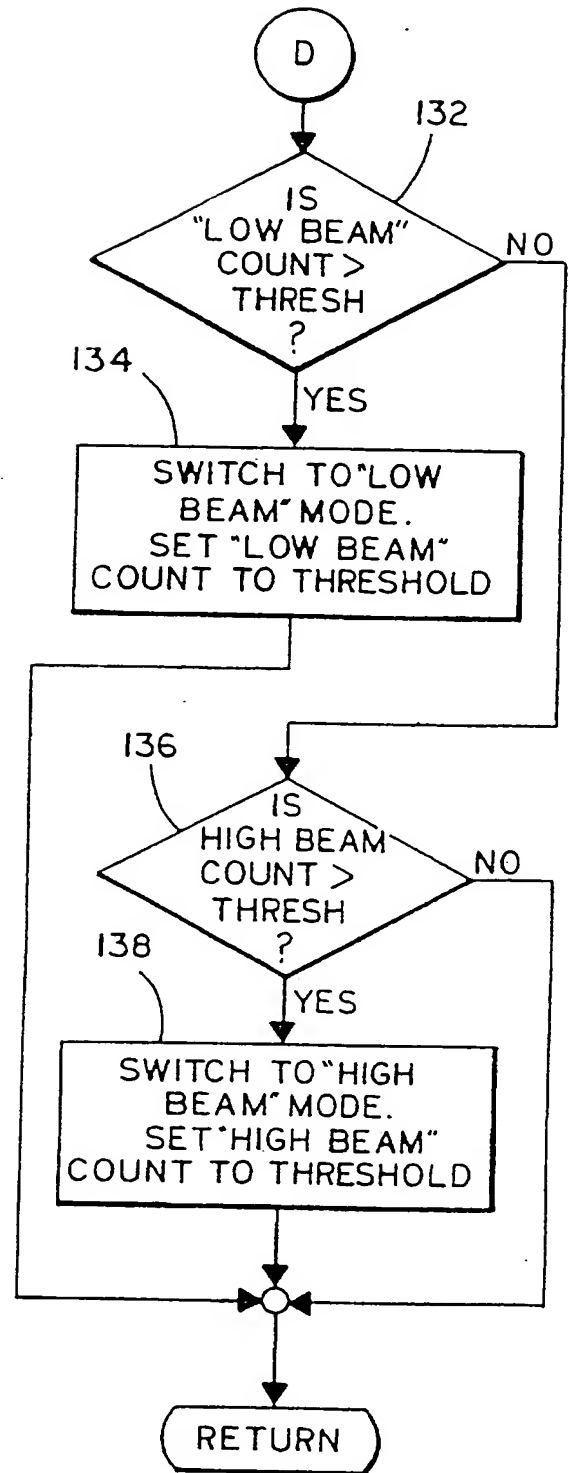 D
132
IS
"LOW BEAM"
COUNT >
THRESH
?
NO
134
YES
SWITCH TO "LOW
BEAM" MODE.
SET "LOW BEAM"
COUNT TO THRESHOLD
136
IS
HIGH BEAM
COUNT >
THRESH
?
NO
138
YES
SWITCH TO "HIGH
BEAM" MODE.
SET "HIGH BEAM"
COUNT TO THRESHOLD
RETURN